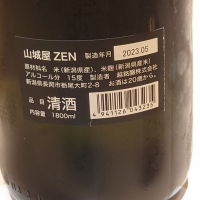 山城屋 ZEN 製造年月 2023.05
原材料名 米(新潟県産)、米麹(新潟県産米)
アルコール分 15度 製造者 越銘醸株式会社
新潟県長岡市栃尾大町2-8 お酒は20歳から。
品目 清酒
内容量 1800ml
4 941126 043235